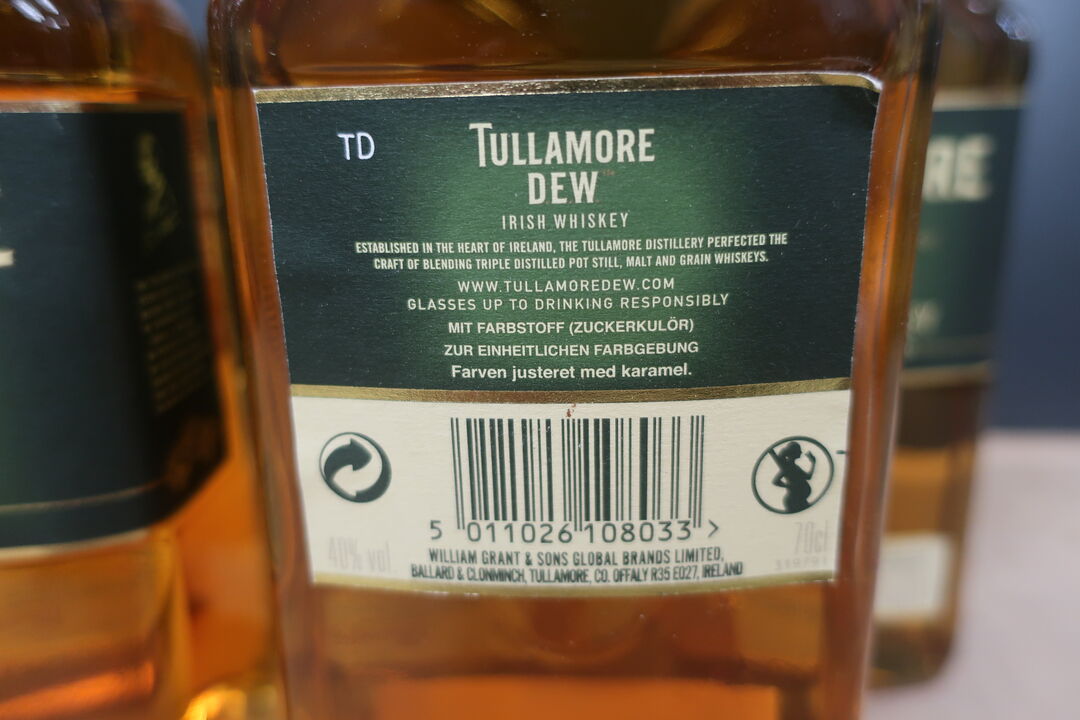 TD
TULLAMORE
DEW
IRISH WHISKEY
ESTABLISHED IN THE HEART OF IRELAND, THE TULLAMORE DISTILLERY PERFECTED THE
CRAFT OF BLENDING TRIPLE DISTILLED POT STILL, MALT AND GRAIN WHISKEYS.
WWW.TULLAMOREDEW.COM
GLASSES UP TO DRINKING RESPONSIBLY
MIT FARBSTOFF (ZUCKERKULÖR)
ZUR EINHEITLICHEN FARBGEBUNG
Farven justeret med karamel.
5 011026 108033 >
40% vol. 70cl
WILLIAM GRANT & SONS GLOBAL BRANDS LIMITED,
BALLARD & CLONMINCH, TULLAMORE, CO. OFFALY R35 E027, IRELAND
RE